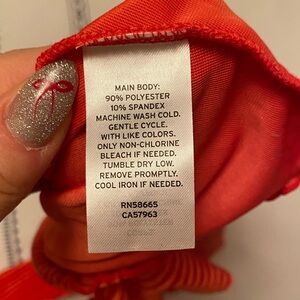 MAIN BODY:
90% POLYESTER
10% SPANDEX
MACHINE WASH COLD.
GENTLE CYCLE.
WITH LIKE COLORS.
ONLY NON-CHLORINE
BLEACH IF NEEDED.
TUMBLE DRY LOW.
REMOVE PROMPTLY.
COOL IRON IF NEEDED.
RN58665
CA57963